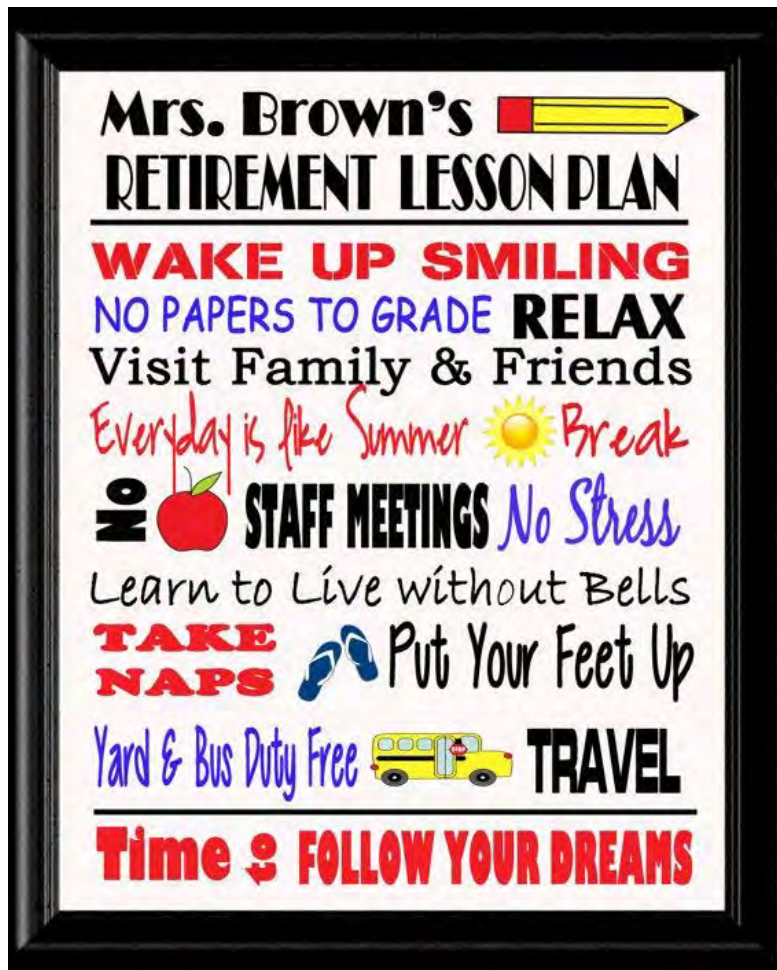 Mrs. Brown's
RETIREMENT LESSON PLAN
WAKE UP SMILING
NO PAPERS TO GRADE RELAX
Visit Family & Friends
Everyday is like Summer Break
No STAFF MEETINGS No Stress
Learn to Live without Bells
TAKE NAPS Put Your Feet Up
Yard & Bus Duty Free STOP TRAVEL
Time to FOLLOW YOUR DREAMS